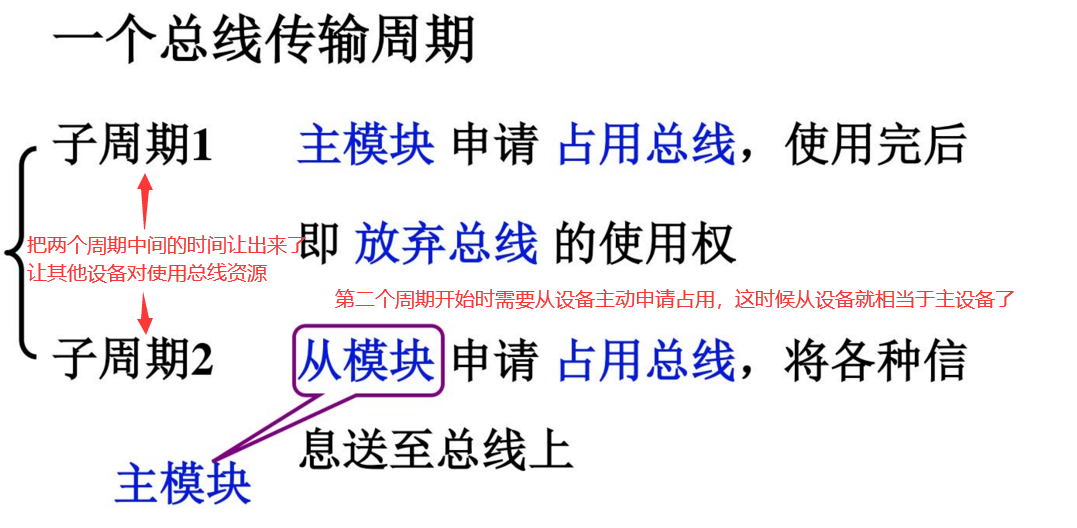 一个总线传输周期
子周期1 主模块 申请 占用总线，使用完后
把两个周期中间的时间让出来了
即 放弃总线 的使用权
让其他设备对使用总线资源
第二个周期开始时需要从设备主动申请占用，这时候从设备就相当于主设备了
子周期2 从模块 申请 占用总线，将各种信
息送至总线上
主模块